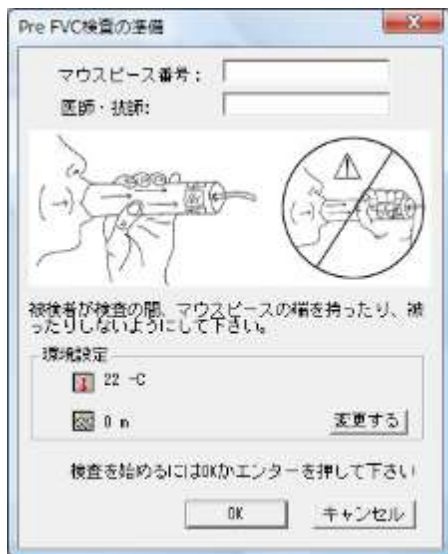 Pre FVC検査の準備
マウスピース番号:
医師・技師:
被検者が検査の間、マウスピースの端を持ったり、被
ったりしないようにして下さい。
環境設定
22 -C
0 m
変更する
検査を始めるにはOKかエンターを押して下さい
OK
キャンセル